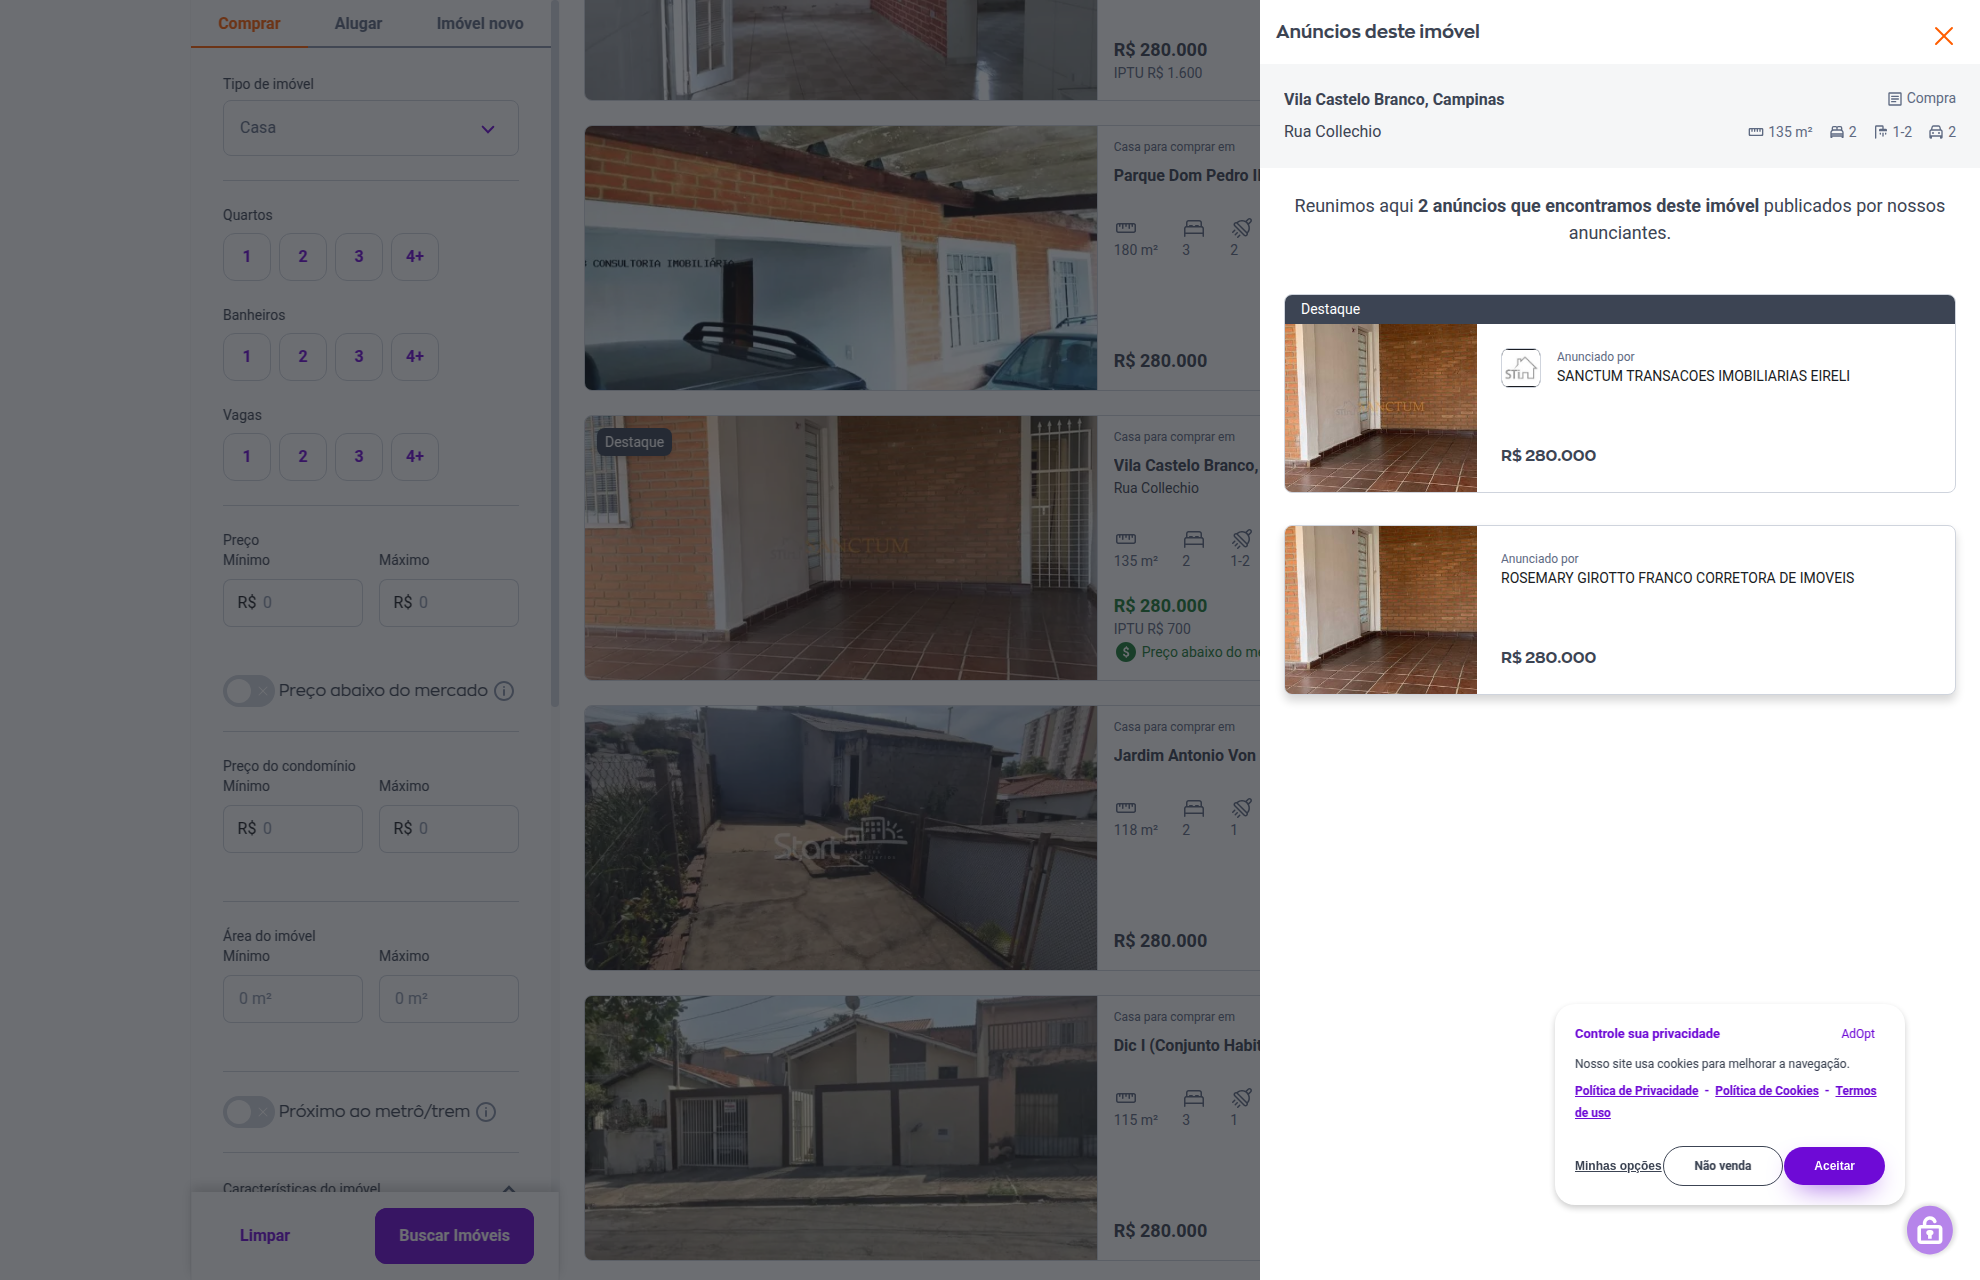 Comprar
Alugar
Imóvel novo
Tipo de imóvel
Casa
Quartos
1
2
3
4+
Banheiros
1
2
3
4+
Vagas
1
2
3
4+
Preço
Mínimo
Máximo
R$ 0
R$ 0
Preço abaixo do mercado
Preço do condomínio
Mínimo
Máximo
R$ 0
R$ 0
Área do imóvel
Mínimo
Máximo
0 m²
0 m²
Próximo ao metrô/trem
Características do imóvel
Limpar
Buscar Imóveis
R$ 280.000
IPTU R$ 1.600
CONSULTORIA IMOBILIÁRIA
Casa para comprar em
Parque Dom Pedro II
180 m²
3
2
R$ 280.000
Destaque
SANCTUM
Casa para comprar em
Vila Castelo Branco,
Rua Collechio
135 m²
2
1-2
R$ 280.000
IPTU R$ 700
Preço abaixo do me
Start
Casa para comprar em
Jardim Antonio Von
118 m²
2
1
R$ 280.000
Casa para comprar em
Dic I (Conjunto Habit
115 m²
3
1
R$ 280.000
Anúncios deste imóvel
Vila Castelo Branco, Campinas
Compra
Rua Collechio
135 m²
2
1-2
2
Reunimos aqui 2 anúncios que encontramos deste imóvel publicados por nossos
anunciantes.
Destaque
SANCTUM
Anunciado por
SANCTUM TRANSACOES IMOBILIARIAS EIRELI
R$ 280.000
Anunciado por
ROSEMARY GIROTTO FRANCO CORRETORA DE IMOVEIS
R$ 280.000
Controle sua privacidade
AdOpt
Nosso site usa cookies para melhorar a navegação.
Política de Privacidade - Política de Cookies - Termos
de uso
Minhas opções
Não venda
Aceitar